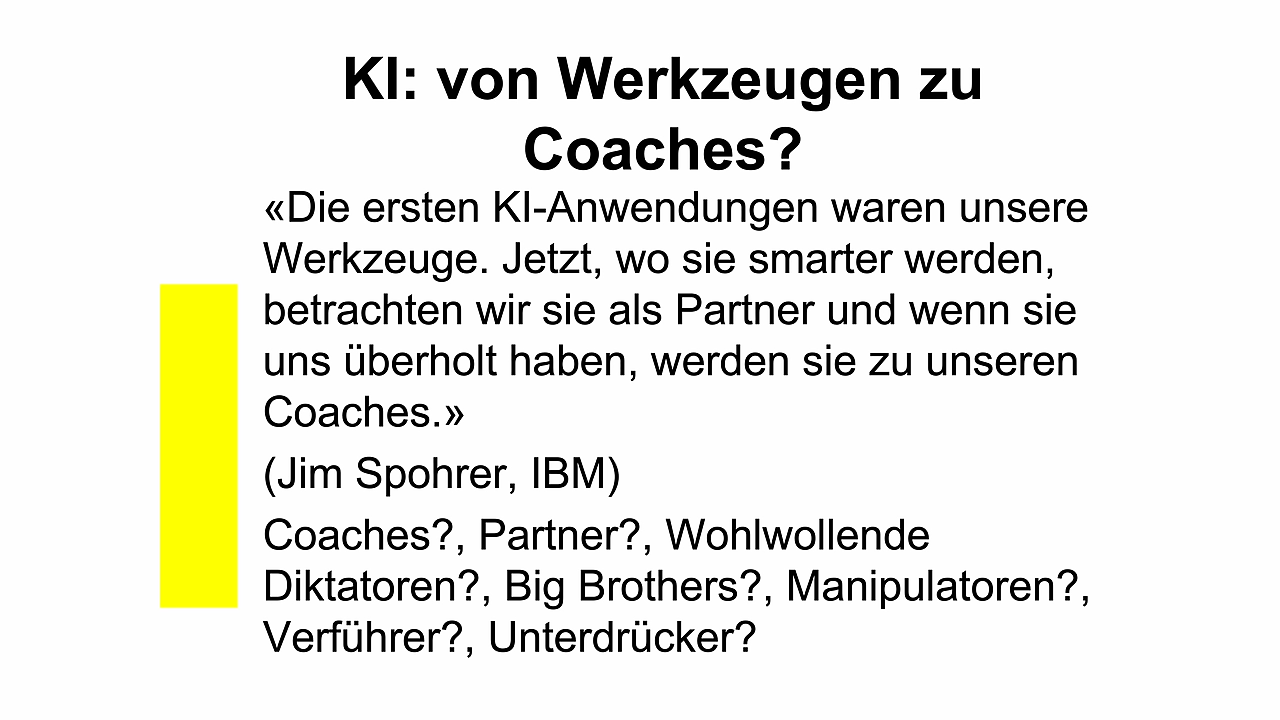 KI: von Werkzeugen zu
Coaches?
«Die ersten KI-Anwendungen waren unsere
Werkzeuge. Jetzt, wo sie smarter werden,
betrachten wir sie als Partner und wenn sie
uns überholt haben, werden sie zu unseren
Coaches.»
(Jim Spohrer, IBM)
Coaches?, Partner?, Wohlwollende
Diktatoren?, Big Brothers?, Manipulatoren?,
Verführer?, Unterdrücker?